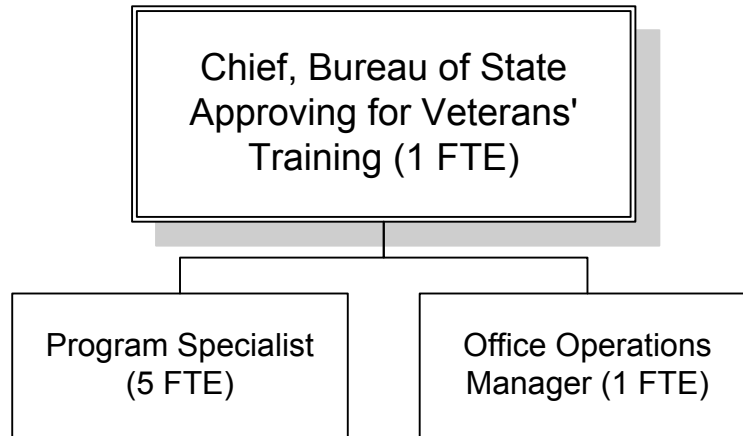 Chief, Bureau of State
Approving for Veterans'
Training (1 FTE)
Program Specialist
(5 FTE)
Office Operations
Manager (1 FTE)